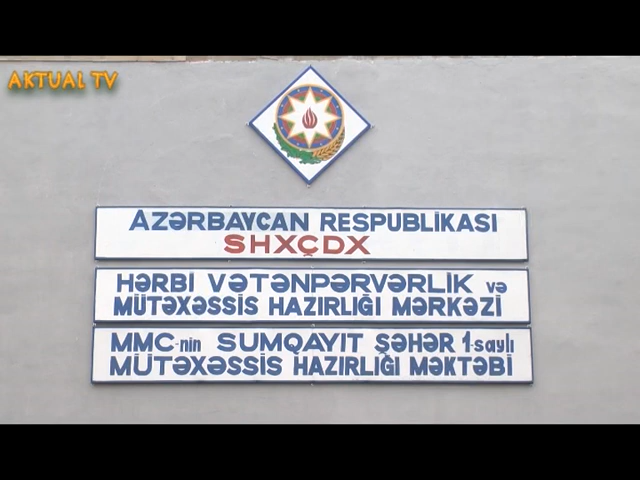 AKTUAL TV
AZƏRBAYCAN RESPUBLİKASI
SHXÇDX
HƏRBİ VƏTƏNPƏRVƏRLİK və
MÜTƏXƏSSİS HAZIRLIĞI MƏRKƏZİ
MMC-nin SUMQAYIT ŞƏHƏR 1-saylı
MÜTƏXƏSSİS HAZIRLIĞI MƏKTƏBİ